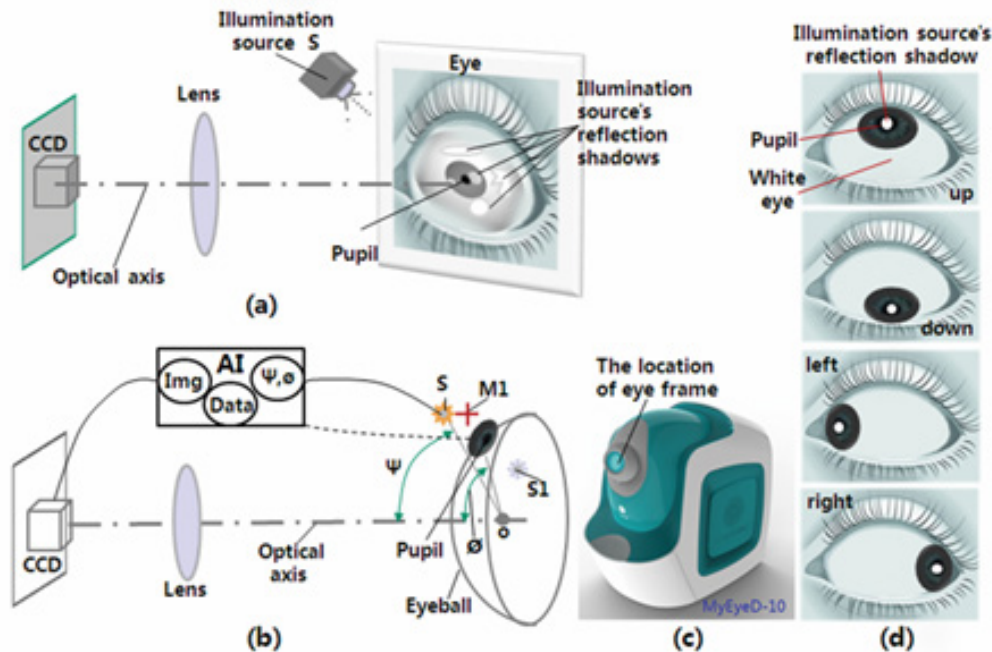 Illumination
source S
Lens
CCD
Optical axis
Eye
Illumination
source's
reflection
shadows
Pupil
(a)
AI
Img
Data
Ψ,ø
S
M1
Ψ
S1
Ø
o
CCD
Lens
Optical
axis
Pupil
Eyeball
(b)
The location
of eye frame
MyEyeD-10
(c)
Illumination source's
reflection shadow
Pupil
White
eye
up
down
left
right
(d)